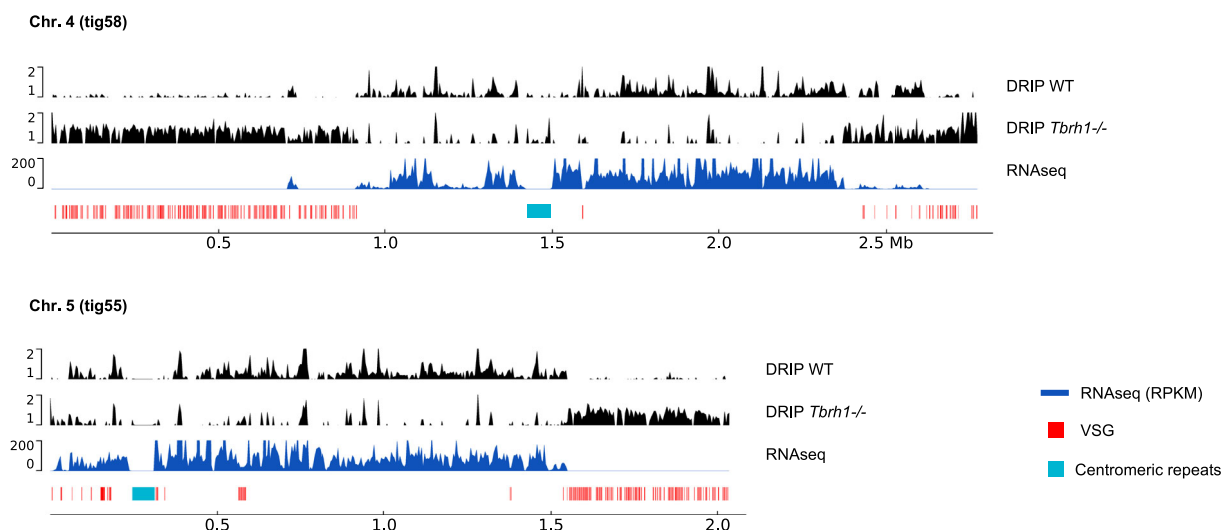 Chr. 4 (tig58)
2
1
DRIP WT
2
1
DRIP Tbrh1-/-
200
0
RNAseq
0.5 1.0 1.5 2.0 2.5 Mb
Chr. 5 (tig55)
2
1
DRIP WT
2
1
DRIP Tbrh1-/-
200
0
RNAseq
0.5 1.0 1.5 2.0
RNAseq (RPKM)
VSG
Centromeric repeats